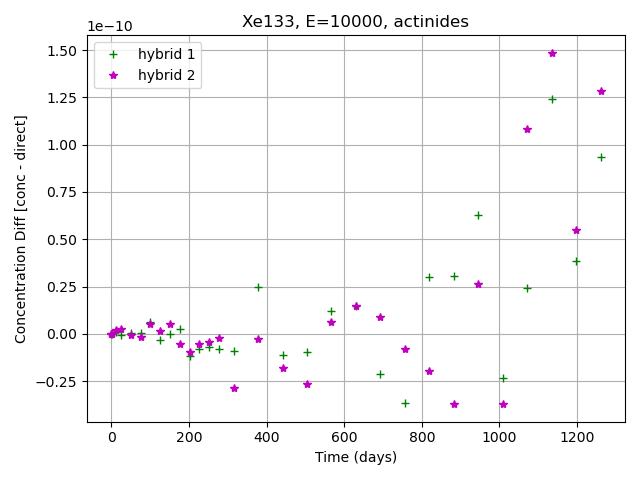 Xe133, E=10000, actinides
1e−10
hybrid 1
hybrid 2
1.50
1.25
1.00
0.75
0.50
0.25
0.00
−0.25
Concentration Diff [conc - direct]
0 200 400 600 800 1000 1200
Time (days)